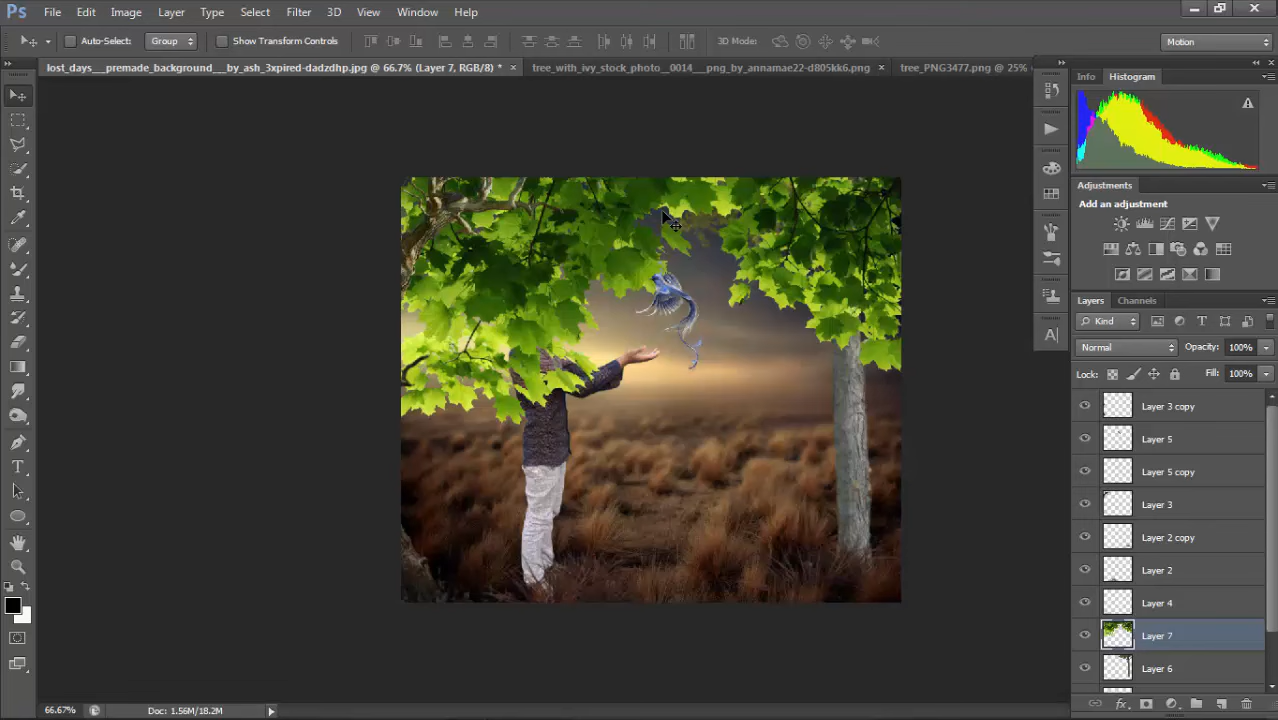 Ps File Edit Image Layer Type Select Filter 3D View Window Help
Auto-Select: Group Show Transform Controls 3D Mode: Motion
lost_days___premade_background___by_ash_3xpired-dadzdhp.jpg @ 66.7% (Layer 7, RGB/8) * tree_with_ivy_stock_photo__0014___png_by_annamae22-d805kk6.png tree_PNG3477.png @ 25%
Info Histogram
Adjustments
Add an adjustment
Layers Channels
Kind
Normal Opacity: 100%
Lock: Fill: 100%
Layer 3 copy
Layer 5
Layer 5 copy
Layer 3
Layer 2 copy
Layer 2
Layer 4
Layer 7
Layer 6
66.67% Doc: 1.56M/18.2M